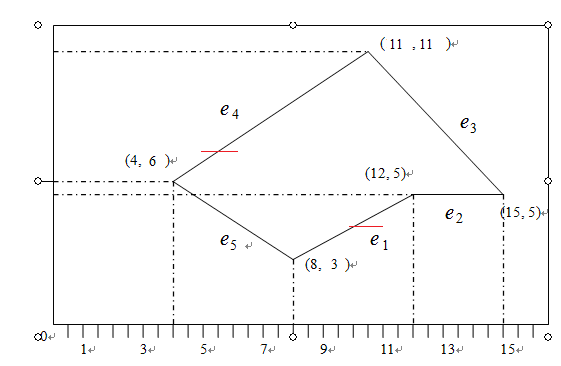 ( 11 , 11 )↵
e4
e3
(4, 6 )↵
(12, 5)↵
e2
(15, 5)↵
e5 ↵
e1
(8, 3 )↵
0↵
1↵ 3↵ 5↵ 7↵ 9↵ 11↵ 13↵ 15↵